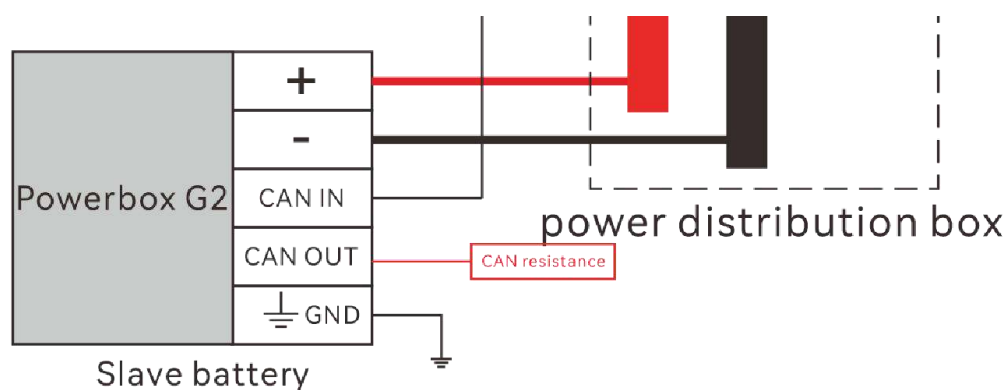 +
-
Powerbox G2
CAN IN
power distribution box
CAN OUT
CAN resistance
GND
Slave battery